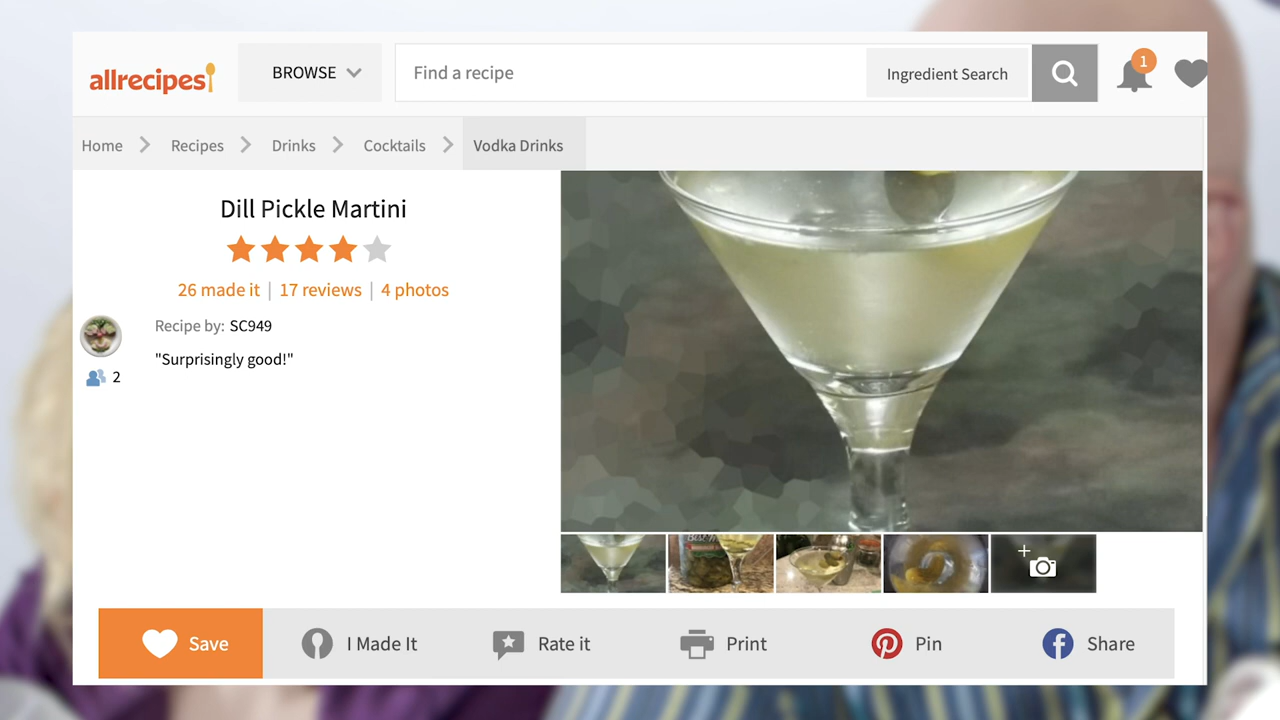 allrecipes
BROWSE
Find a recipe
Ingredient Search
1
Home
Recipes
Drinks
Cocktails
Vodka Drinks
Dill Pickle Martini
26 made it | 17 reviews | 4 photos
Recipe by: SC949
"Surprisingly good!"
2
Save
I Made It
Rate it
Print
Pin
Share